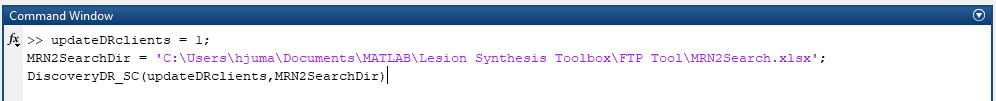 Command Window
fx >> updateDRclients = 1;
MRN2SearchDir = 'C:\Users\hjuma\Documents\MATLAB\Lesion Synthesis Toolbox\FTP Tool\MRN2Search.xlsx';
DiscoveryDR_SC(updateDRclients,MRN2SearchDir)